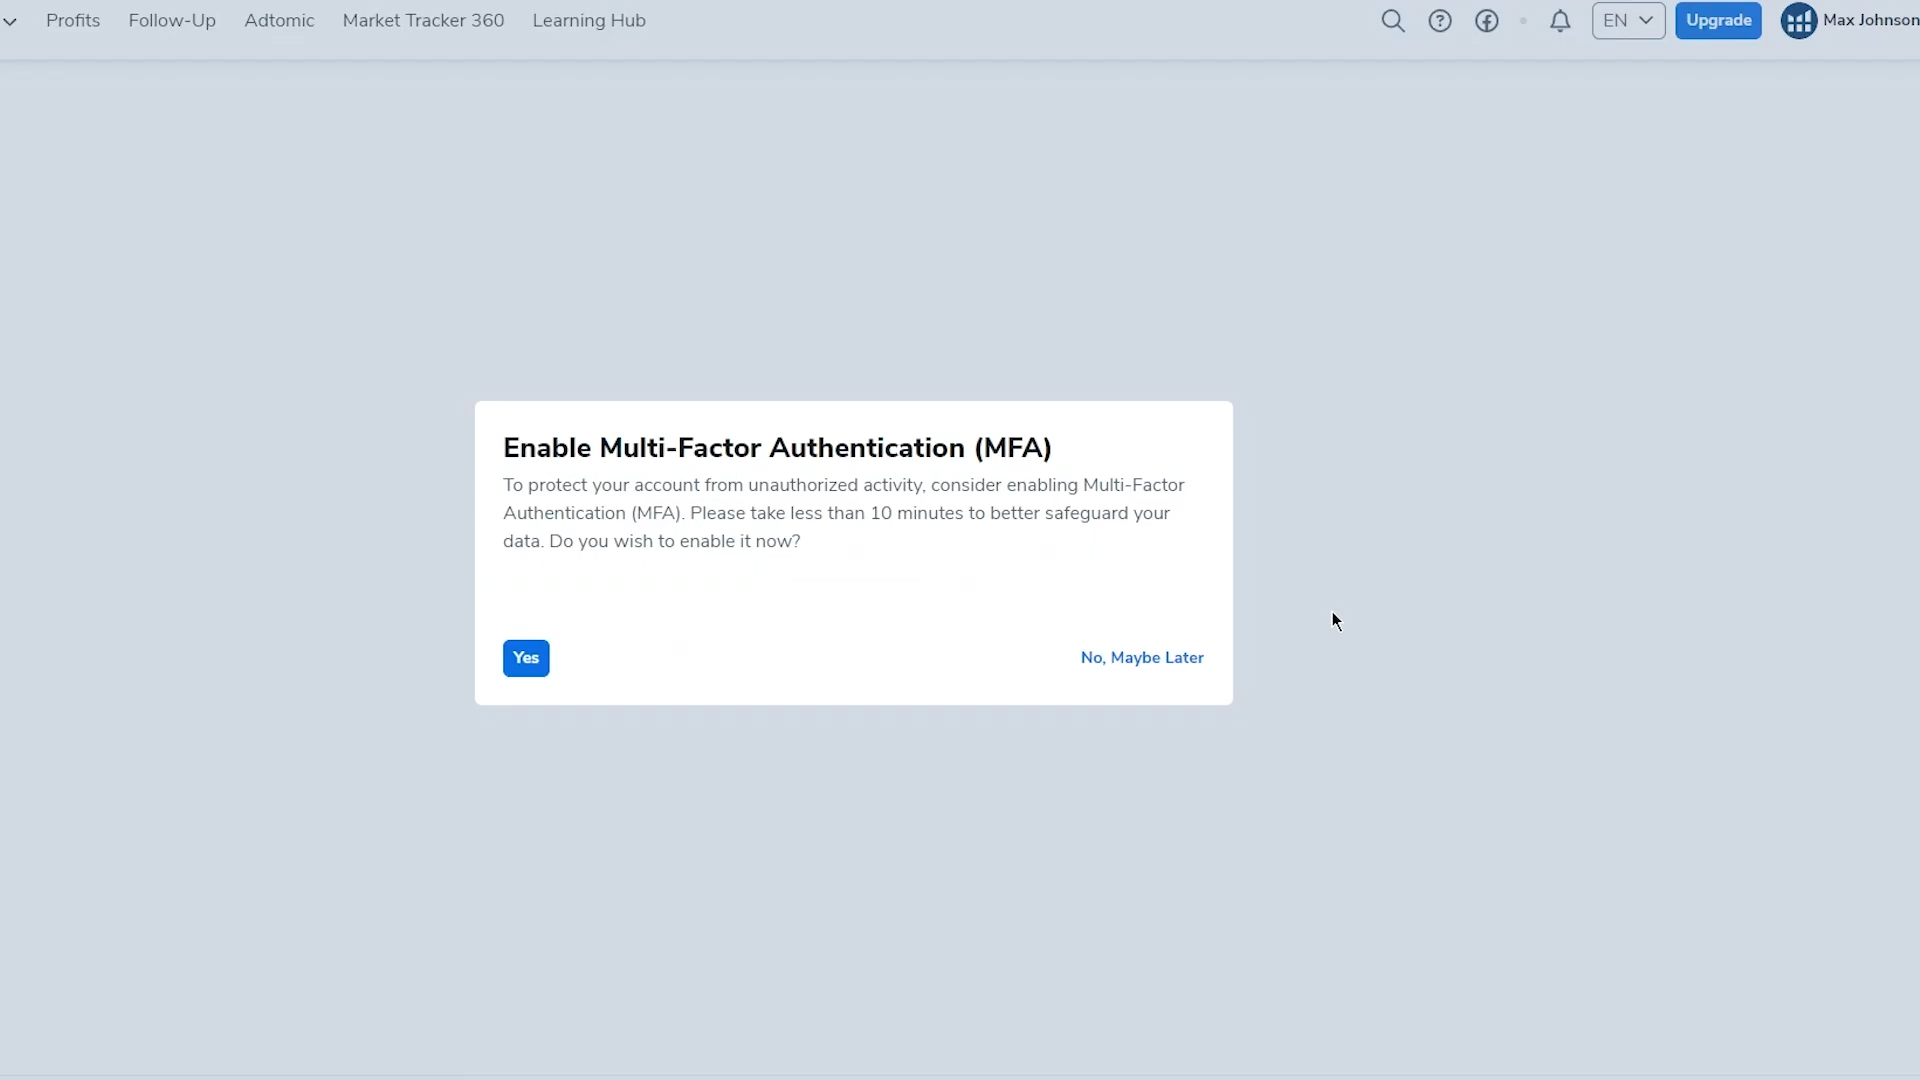 Profits Follow-Up Adtomic Market Tracker 360 Learning Hub EN Upgrade Max Johnson
Enable Multi-Factor Authentication (MFA)
To protect your account from unauthorized activity, consider enabling Multi-Factor
Authentication (MFA). Please take less than 10 minutes to better safeguard your
data. Do you wish to enable it now?
Yes No, Maybe Later